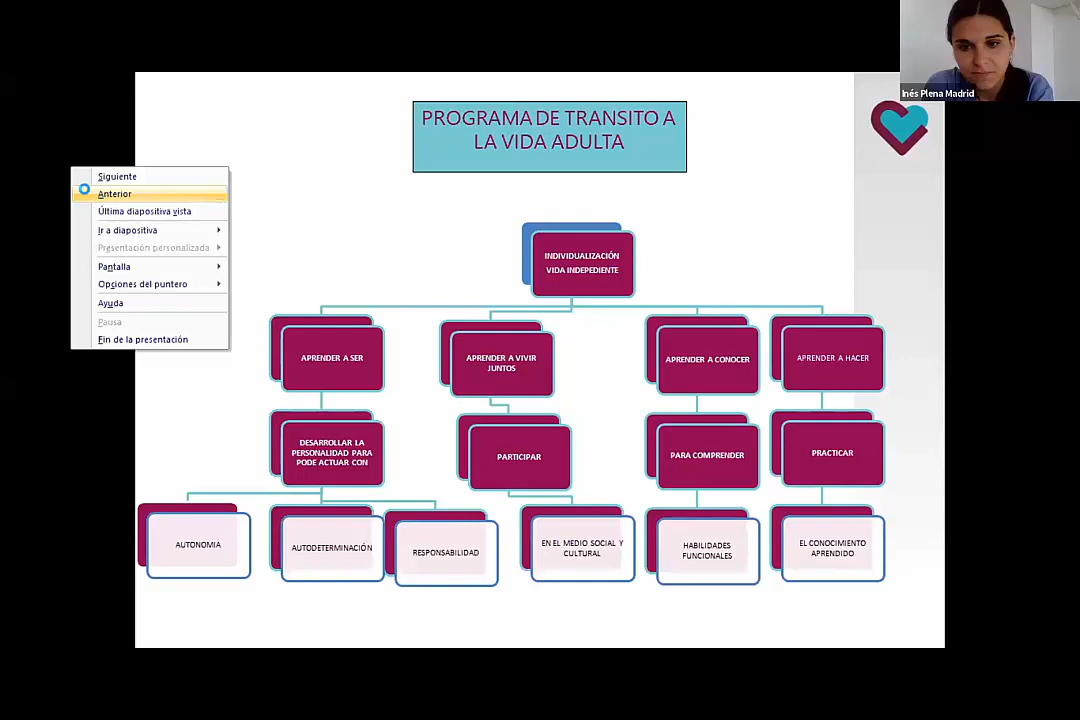 Inés Plena Madrid
PROGRAMA DE TRANSITO A
LA VIDA ADULTA
Siguiente
Anterior
Última diapositiva vista
Ir a diapositiva
Presentación personalizada
Pantalla
Opciones del puntero
Ayuda
Pausa
Fin de la presentación
INDIVIDUALIZACIÓN
VIDA INDEPEDIENTE
APRENDER A SER
APRENDER A VIVIR
JUNTOS
APRENDER A CONOCER
APRENDER A HACER
DESARROLLAR LA
PERSONALIDAD PARA
PODE ACTUAR CON
PARTICIPAR
PARA COMPRENDER
PRACTICAR
AUTONOMIA
AUTODETERMINACIÓN
RESPONSABILIDAD
EN EL MEDIO SOCIAL Y
CULTURAL
HABILIDADES
FUNCIONALES
EL CONOCIMIENTO
APRENDIDO